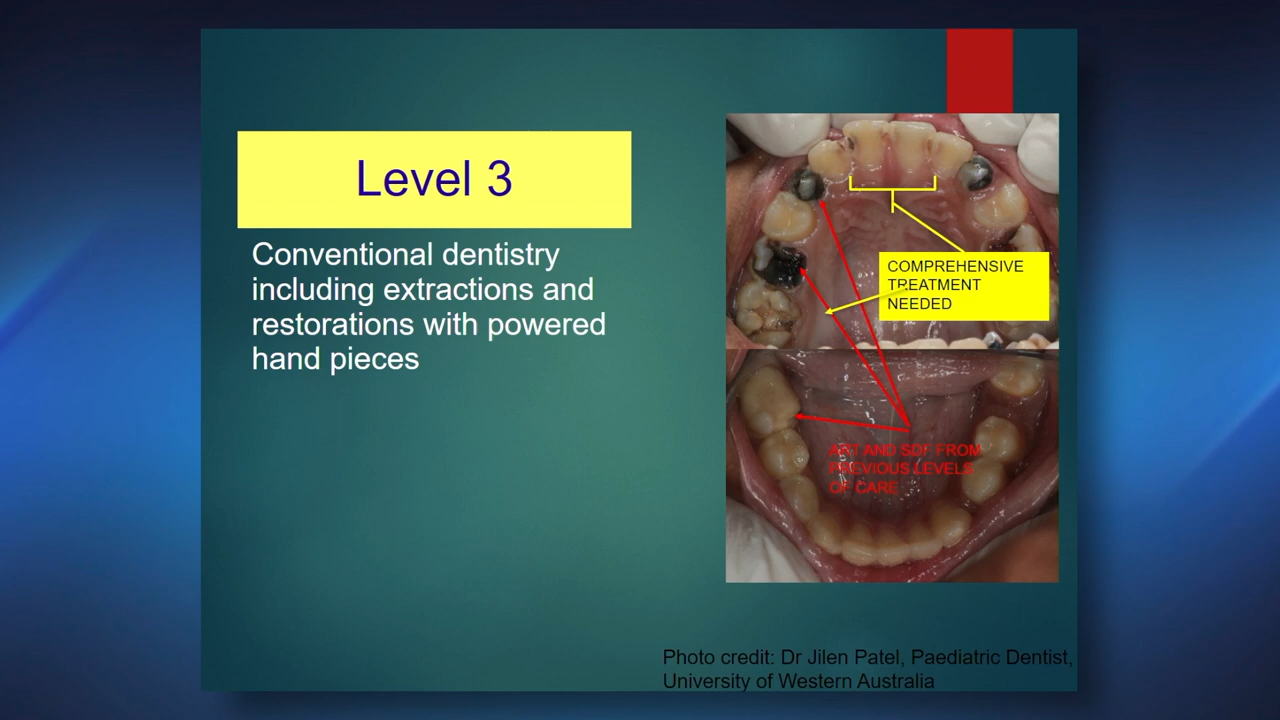 Level 3
Conventional dentistry
including extractions and
restorations with powered
hand pieces
COMPREHENSIVE
TREATMENT
NEEDED
ART AND SDF FROM
PREVIOUS LEVELS
OF CARE
Photo credit: Dr Jilen Patel, Paediatric Dentist,
University of Western Australia